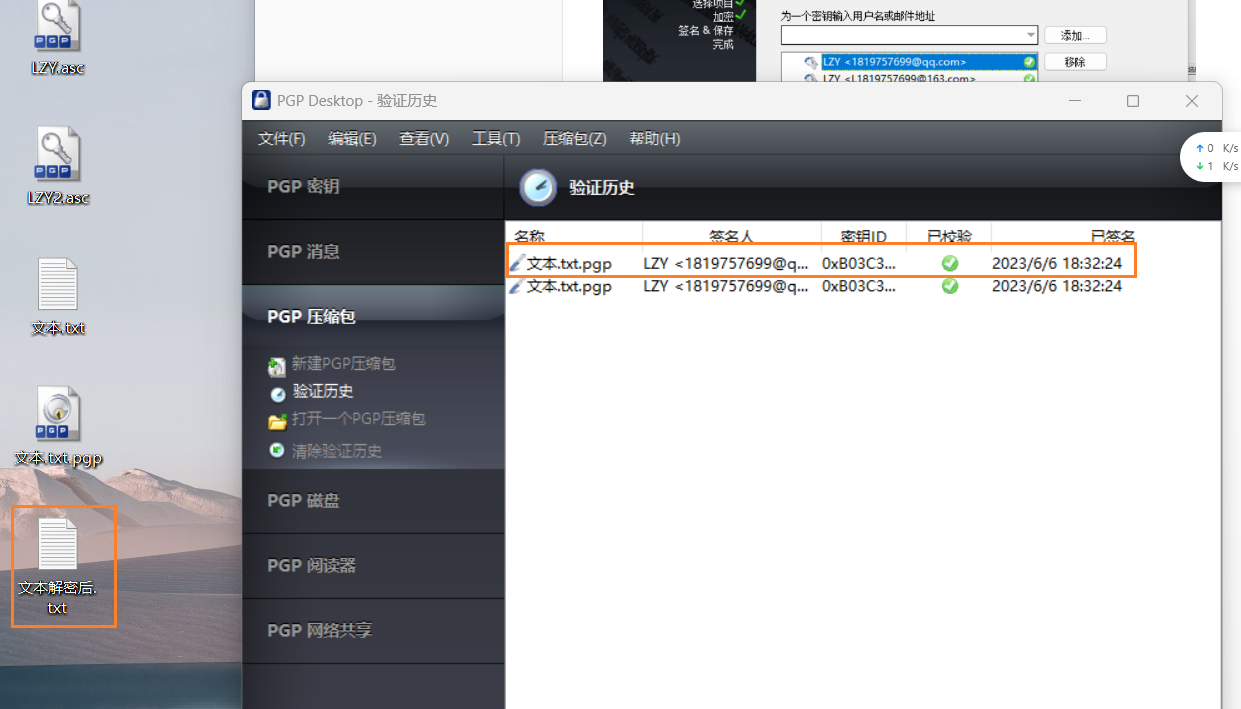 LZY.asc
LZY2.asc
文本.txt
文本.txt.pgp
文本解密后.
txt
选择项目
加密
签名 & 保存
完成
为一个密钥输入用户名或邮件地址
添加...
LZY <1819757699@qq.com>
移除
LZY <L1819757699@163.com>
PGP Desktop - 验证历史
文件(F) 编辑(E) 查看(V) 工具(T) 压缩包(Z) 帮助(H)
PGP 密钥
PGP 消息
PGP 压缩包
新建PGP压缩包
验证历史
打开一个PGP压缩包
清除验证历史
PGP 磁盘
PGP 阅读器
PGP 网络共享
验证历史
名称 签名人 密钥ID 已校验 已签名
文本.txt.pgp LZY <1819757699@q... 0xB03C3... 2023/6/6 18:32:24
文本.txt.pgp LZY <1819757699@q... 0xB03C3... 2023/6/6 18:32:24
0 K/s
1 K/s
PGP
PGP
PGP